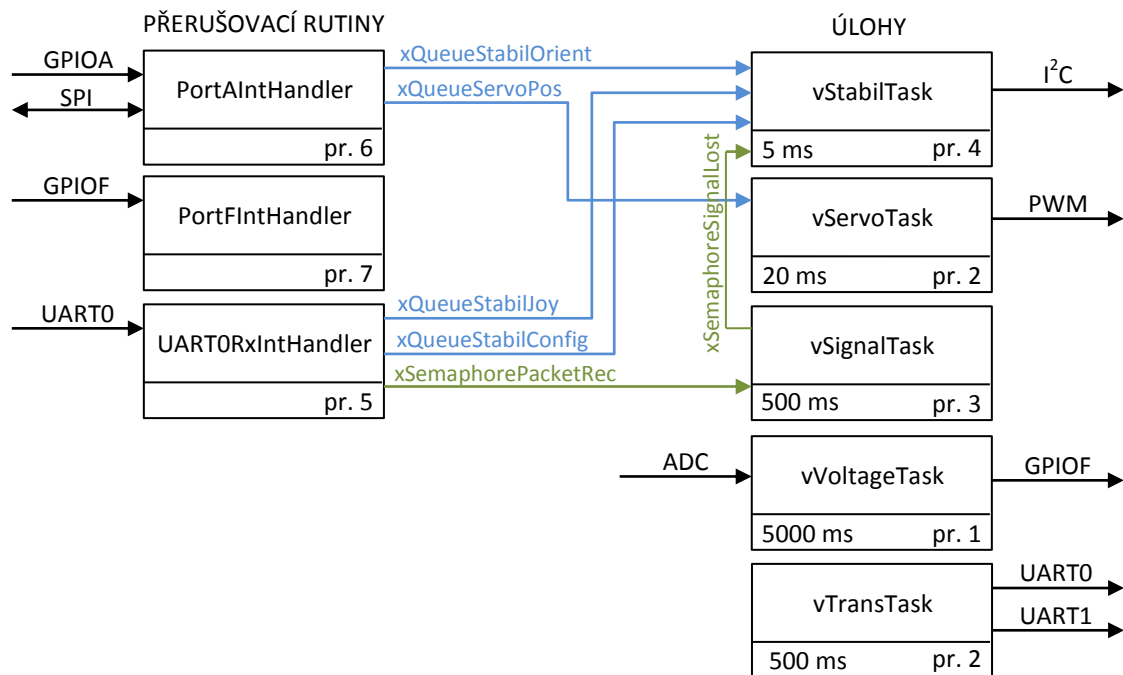 PŘERUŠOVACÍ RUTINY
GPIOA
SPI
PortAIntHandler
pr. 6
GPIOF
PortFIntHandler
pr. 7
UART0
UART0RxIntHandler
pr. 5
xQueueStabilOrient
xQueueServoPos
xQueueStabilJoy
xQueueStabilConfig
xSemaphorePacketRec
xSemaphoreSignalLost
ÚLOHY
vStabilTask
5 ms pr. 4
I²C
vServoTask
20 ms pr. 2
PWM
vSignalTask
500 ms pr. 3
ADC
vVoltageTask
5000 ms pr. 1
GPIOF
vTransTask
500 ms pr. 2
UART0
UART1